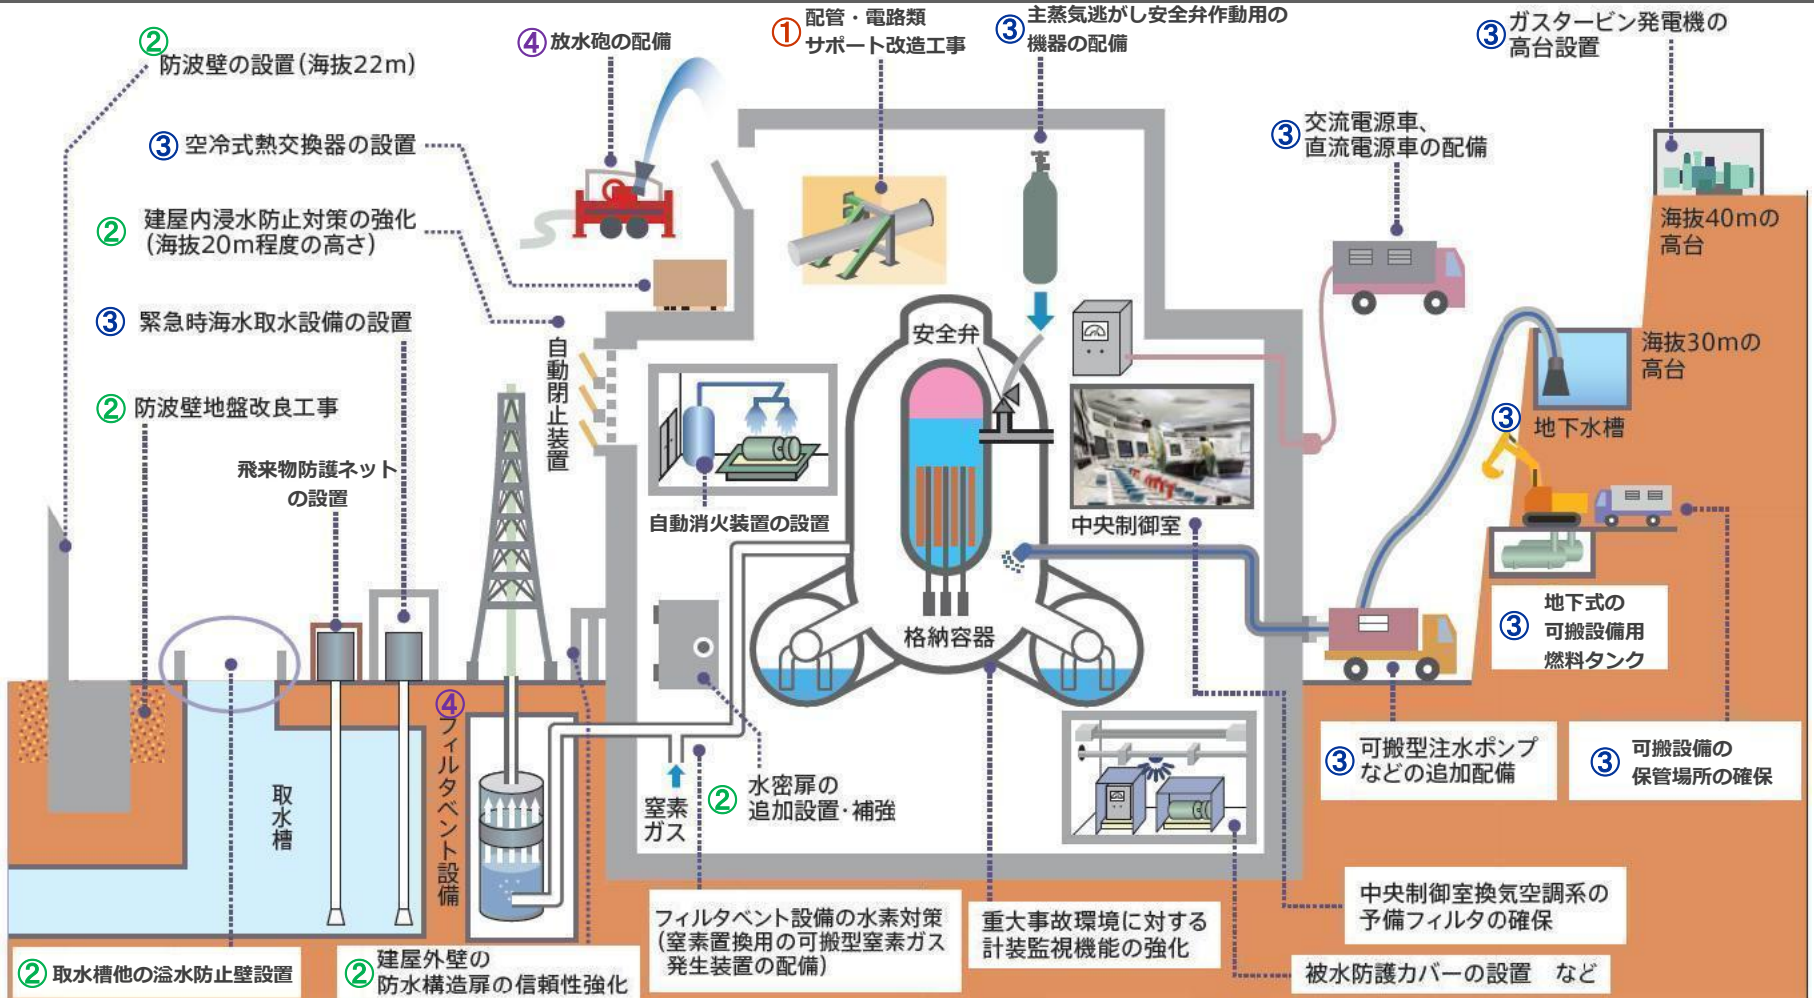 ②
防波壁の設置(海抜22m)
④ 放水砲の配備
① 配管・電路類
サポート改造工事
③ 主蒸気逃がし安全弁作動用の
機器の配備
③ ガスタービン発電機の
高台設置
③ 空冷式熱交換器の設置
③ 交流電源車、
直流電源車の配備
② 建屋内浸水防止対策の強化
(海抜20m程度の高さ)
海抜40mの
高台
③ 緊急時海水取水設備の設置
自動閉止装置
安全弁
海抜30mの
高台
② 防波壁地盤改良工事
③
地下水槽
飛来物防護ネット
の設置
自動消火装置の設置
中央制御室
格納容器
③ 地下式の
可搬設備用
燃料タンク
④
フィルタベント設備
取水槽
窒素
ガス
② 水密扉の
追加設置・補強
③ 可搬型注水ポンプ
などの追加配備
③ 可搬設備の
保管場所の確保
② 取水槽他の溢水防止壁設置
② 建屋外壁の
防水構造扉の信頼性強化
フィルタベント設備の水素対策
(窒素置換用の可搬型窒素ガス
発生装置の配備)
重大事故環境に対する
計装監視機能の強化
中央制御室換気空調系の
予備フィルタの確保
被水防護カバーの設置 など